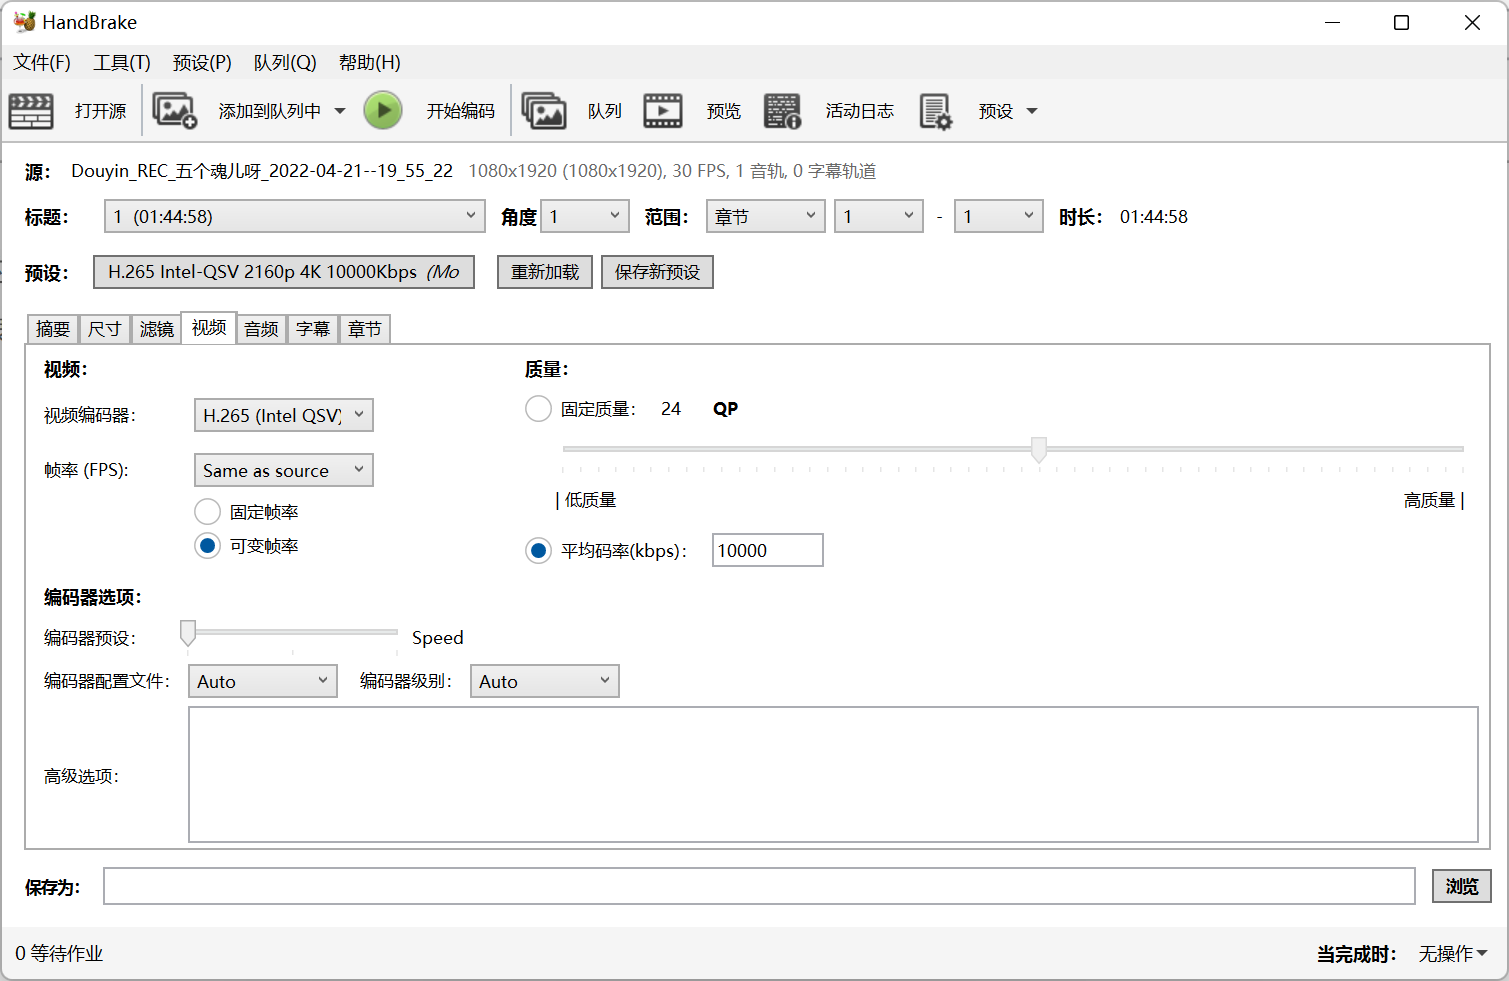 HandBrake
文件(F) 工具(T) 预设(P) 队列(Q) 帮助(H)
打开源 添加到队列中 开始编码 队列 预览 活动日志 预设
源： Douyin_REC_五个魂儿呀_2022-04-21--19_55_22 1080x1920 (1080x1920), 30 FPS, 1 音轨, 0 字幕轨道
标题： 1 (01:44:58) 角度 1 范围： 章节 1 - 1 时长： 01:44:58
预设： H.265 Intel-QSV 2160p 4K 10000Kbps (Mo 重新加载 保存新预设
摘要 尺寸 滤镜 视频 音频 字幕 章节
视频： 质量：
视频编码器： H.265 (Intel QSV) 固定质量： 24 QP
帧率 (FPS): Same as source
| 低质量 高质量 |
固定帧率
可变帧率 平均码率(kbps)： 10000
编码器选项：
编码器预设： Speed
编码器配置文件： Auto 编码器级别： Auto
高级选项：
保存为： 浏览
0 等待作业 当完成时： 无操作